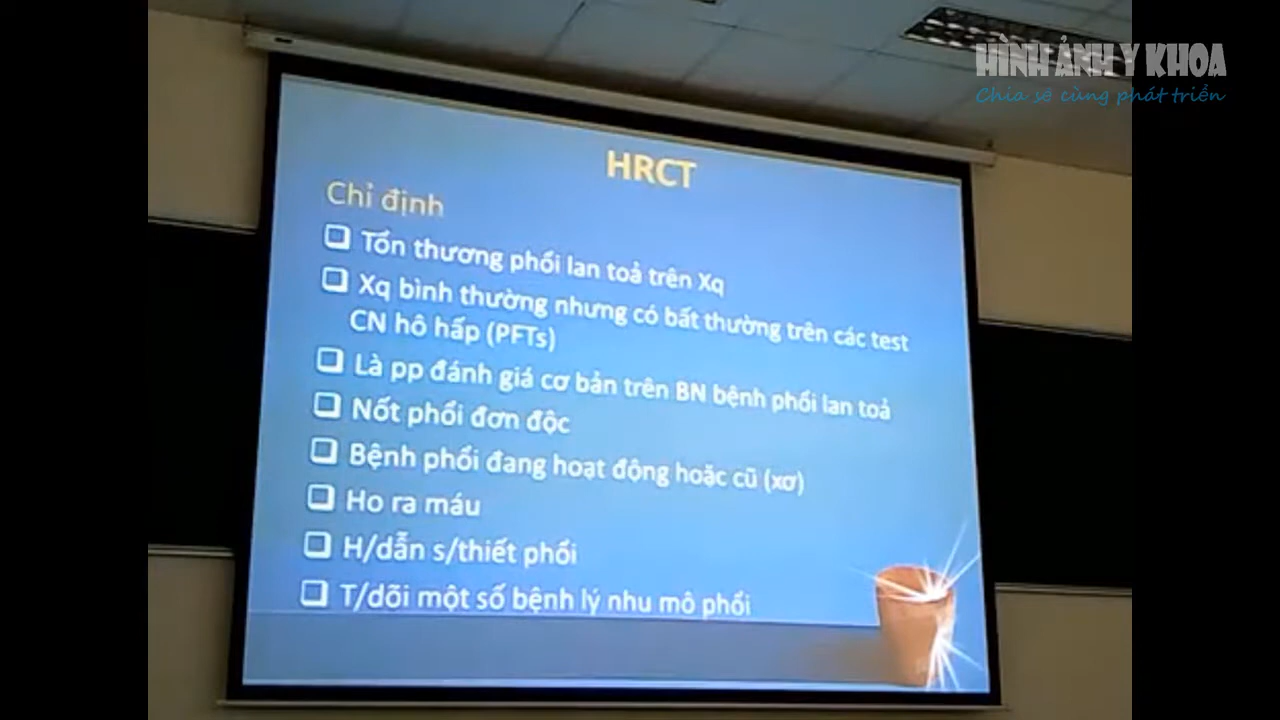 HÌNH ẢNH Y KHOA
Chia sẽ cùng phát triển
HRCT
Chỉ định
Tổn thương phổi lan toả trên Xq
Xq bình thường nhưng có bất thường trên các test
CN hô hấp (PFTs)
Là pp đánh giá cơ bản trên BN bệnh phổi lan toả
Nốt phổi đơn độc
Bệnh phổi đang hoạt động hoặc cũ (xơ)
Ho ra máu
H/dẫn s/thiết phổi
T/dõi một số bệnh lý nhu mô phổi